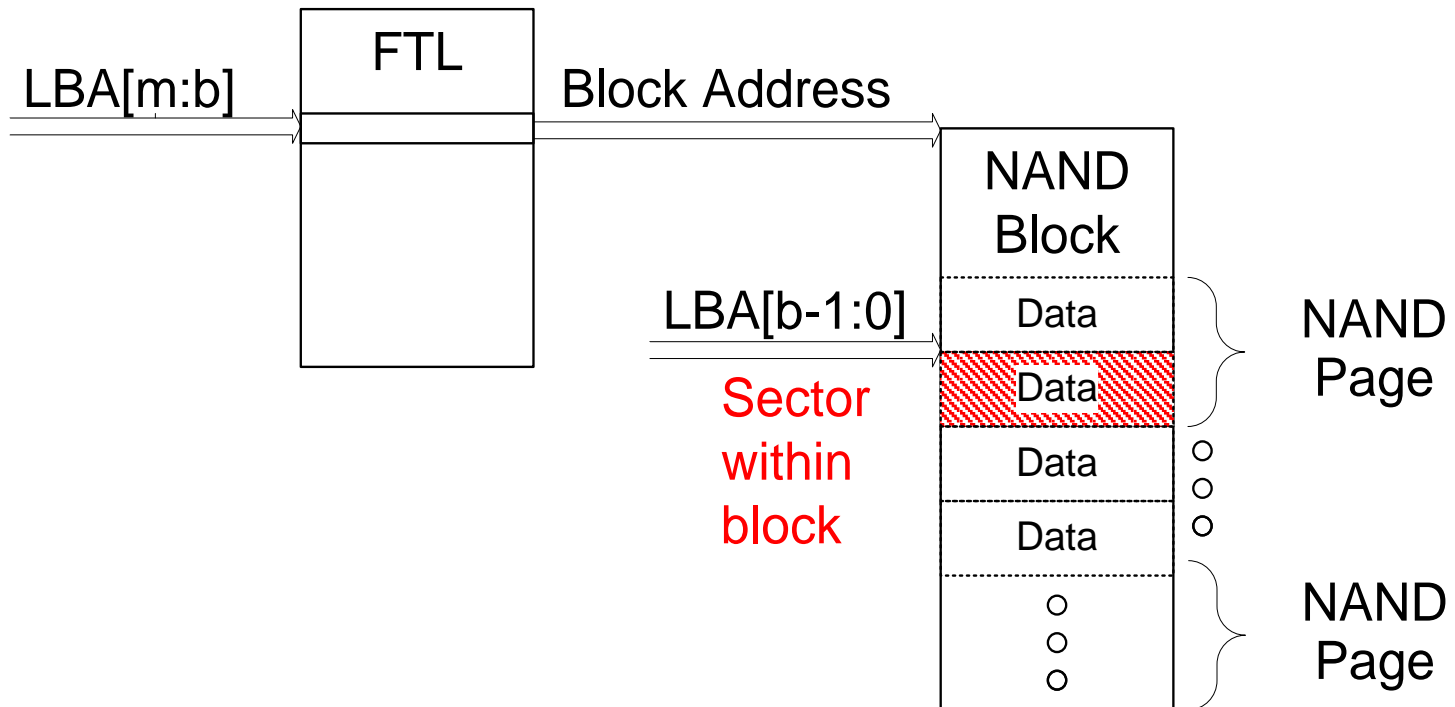 FTL
LBA[m:b]
Block Address
NAND
Block
LBA[b-1:0]
Data
Data
Data
Data
Sector
within
block
NAND
Page
NAND
Page